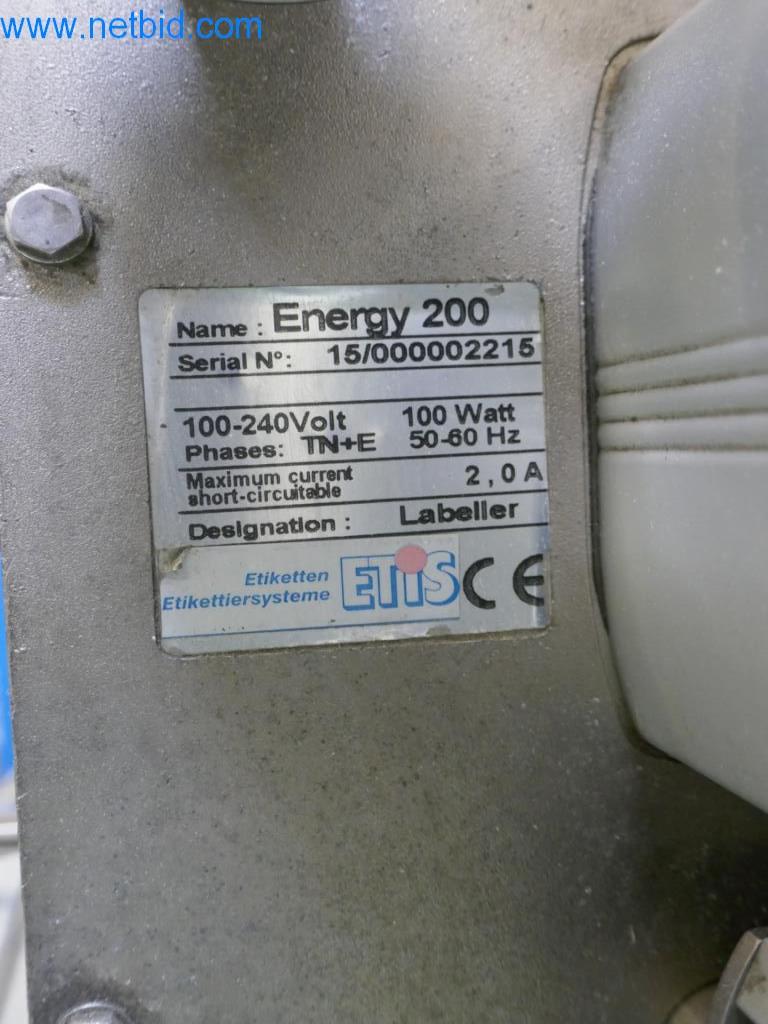 www.netbid.com
Name : Energy 200
Serial N°: 15/000002215
100-240Volt 100 Watt
Phases: TN+E 50-60 Hz
Maximum current short-circuitable 2,0 A
Designation : Labeller
Etiketten
Etikettiersysteme ETIS CE